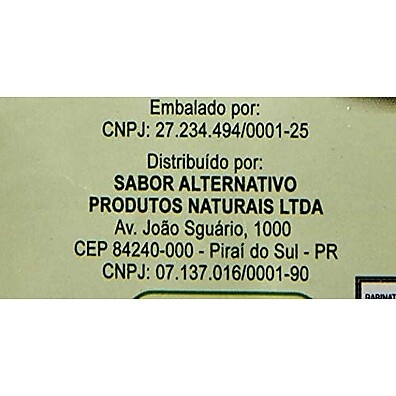 Embalado por:
CNPJ: 27.234.494/0001-25
Distribuído por:
SABOR ALTERNATIVO
PRODUTOS NATURAIS LTDA
Av. João Sguário, 1000
CEP 84240-000 - Piraí do Sul - PR
CNPJ: 07.137.016/0001-90